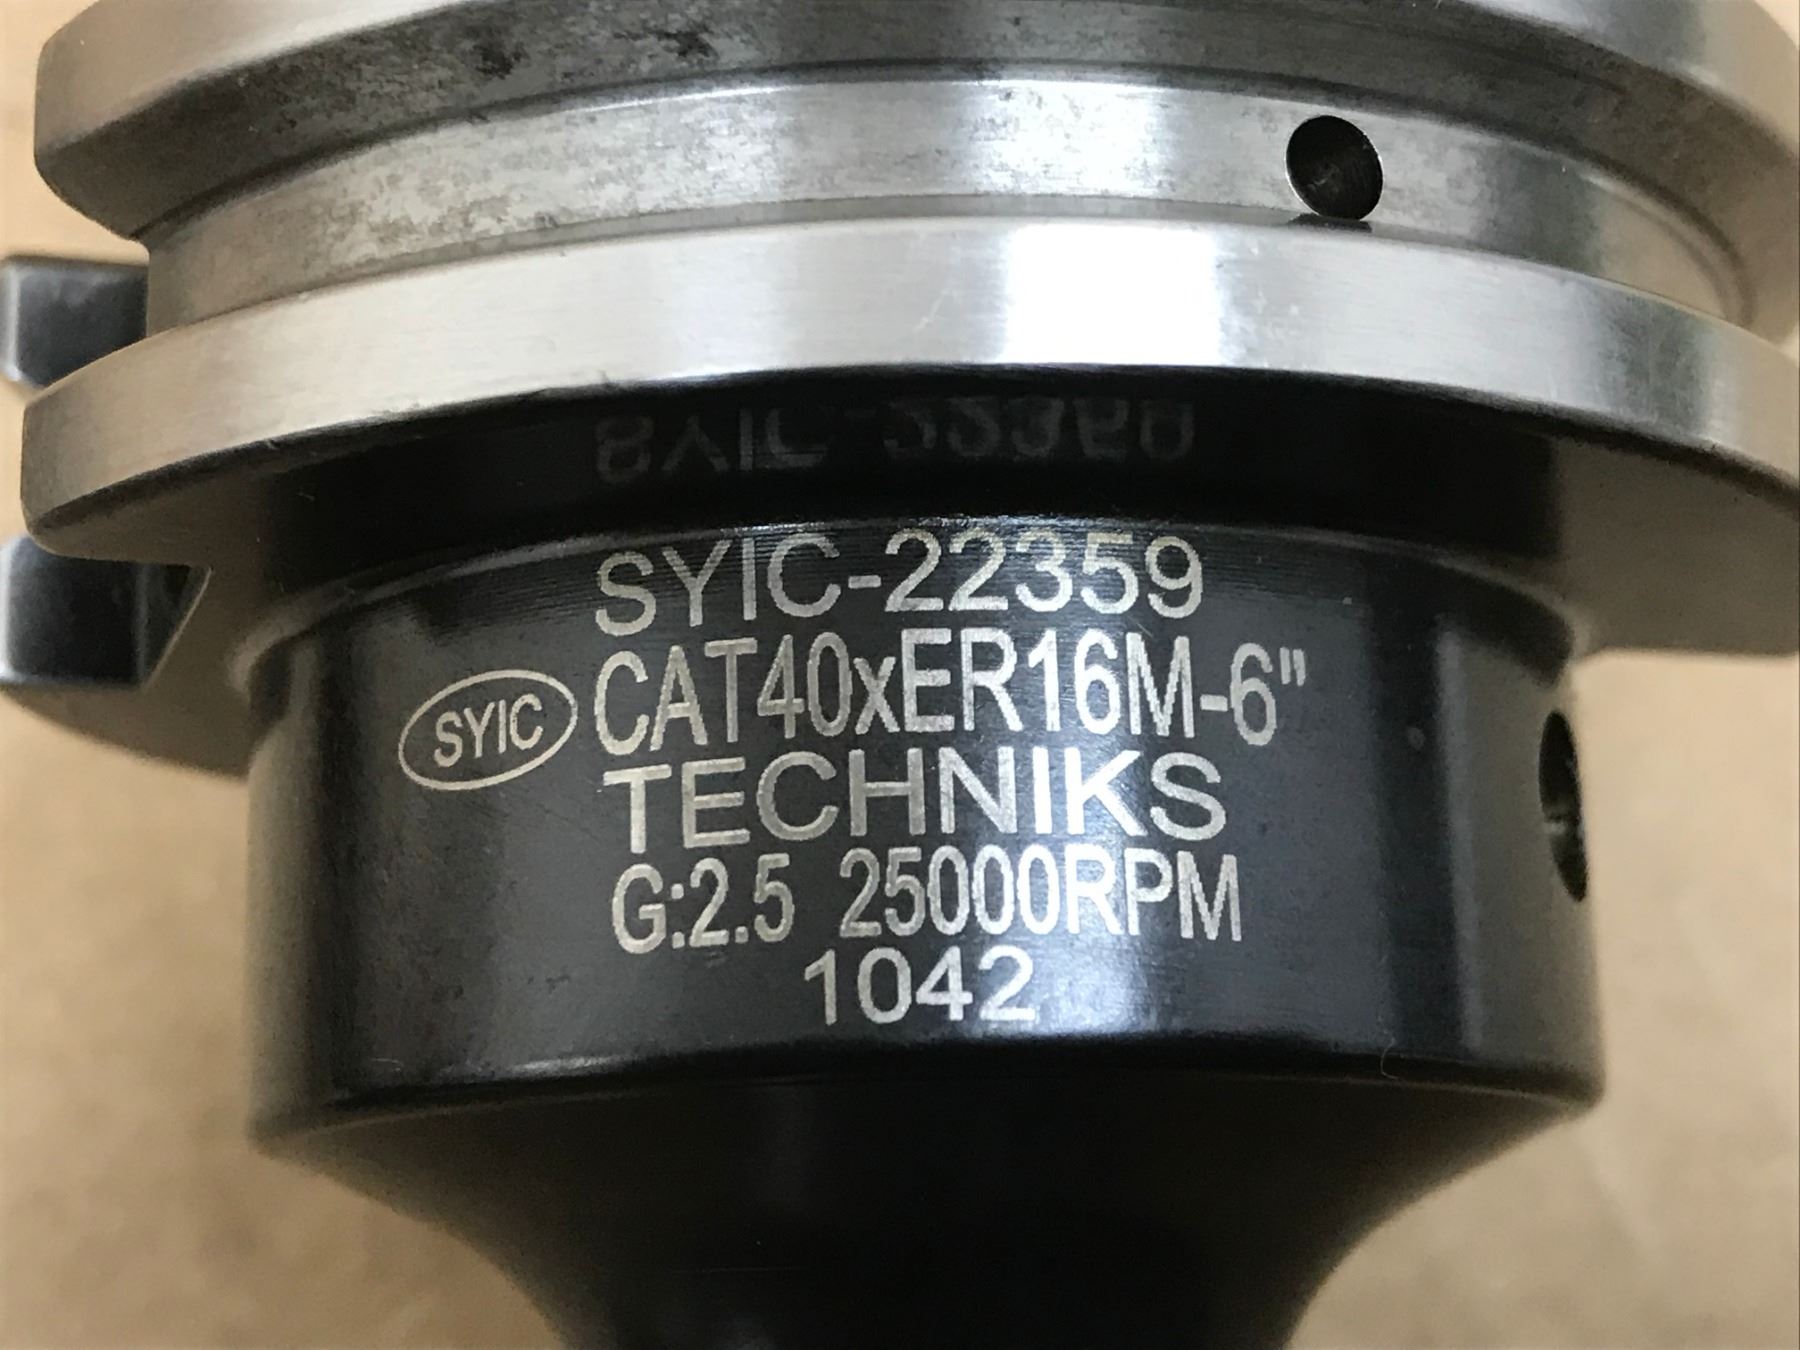 SYIC-22359
SYIC CAT40xER16M-6"
TECHNIKS
G:2.5 25000RPM
1042